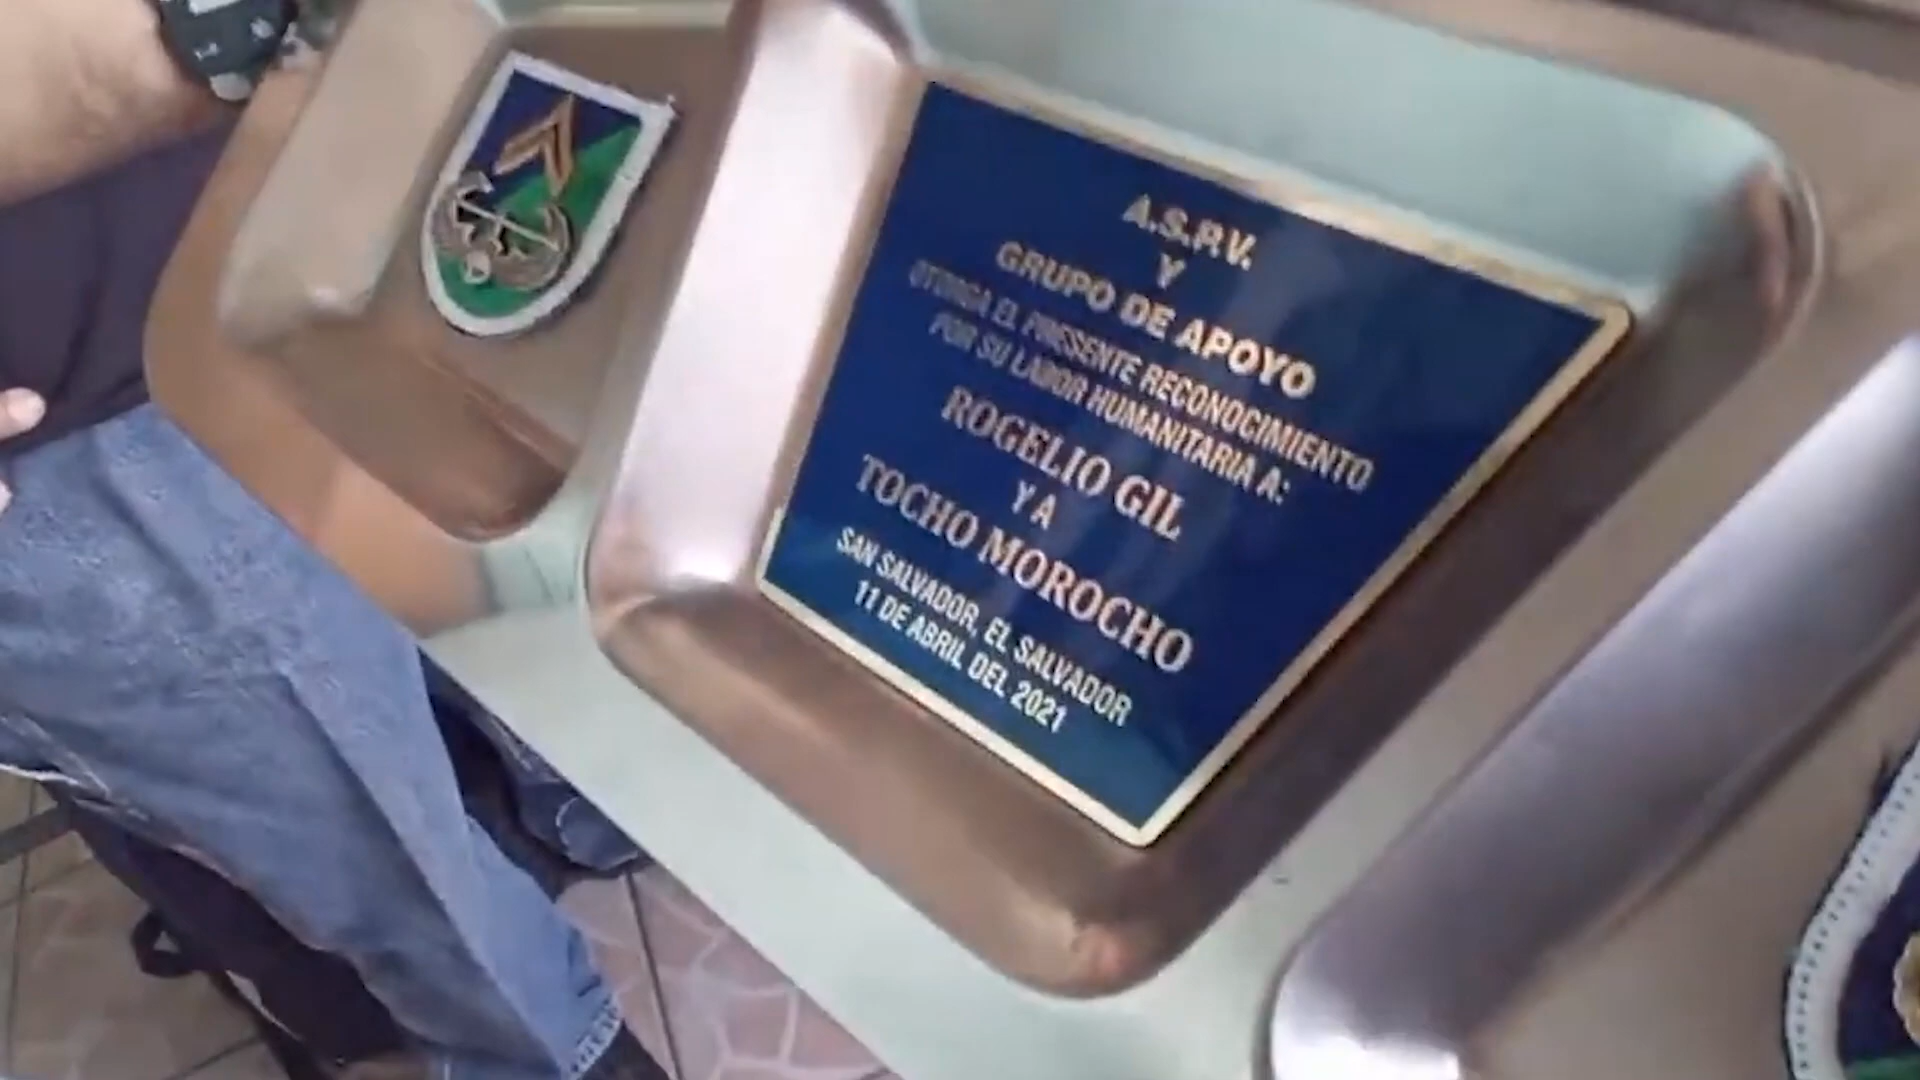 A.S.P.V.
Y
GRUPO DE APOYO
OTORGA EL PRESENTE RECONOCIMIENTO
POR SU LABOR HUMANITARIA A:
ROGELIO GIL
Y A
TOCHO MOROCHO
SAN SALVADOR, EL SALVADOR
11 DE ABRIL DEL 2021